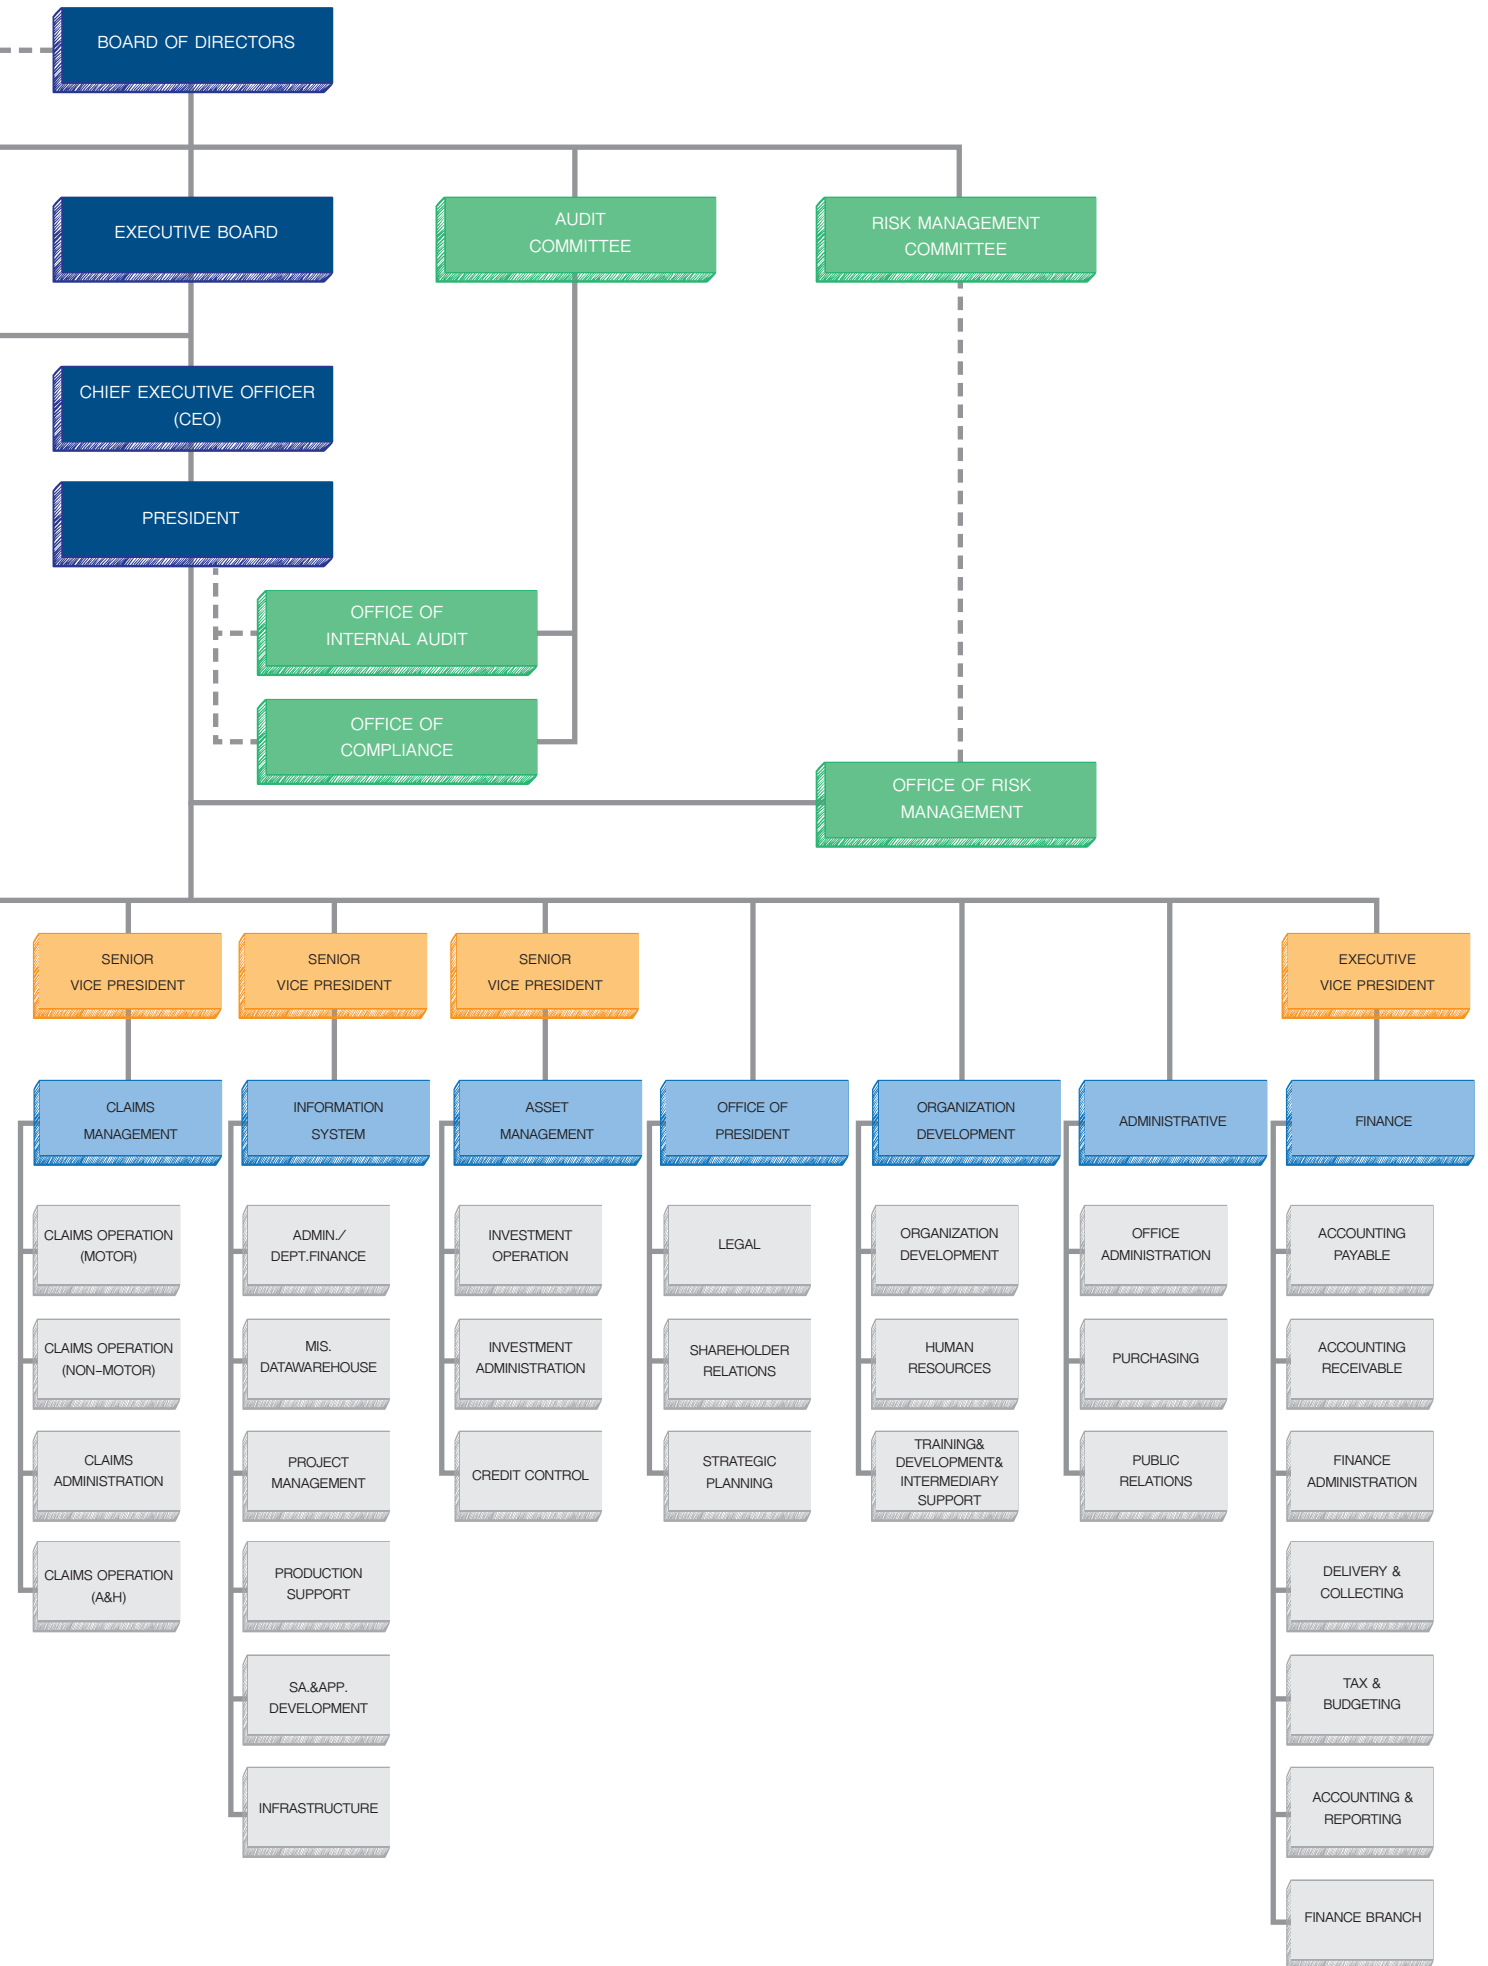 BOARD OF DIRECTORS
EXECUTIVE BOARD
AUDIT
COMMITTEE
RISK MANAGEMENT
COMMITTEE
CHIEF EXECUTIVE OFFICER
(CEO)
PRESIDENT
OFFICE OF
INTERNAL AUDIT
OFFICE OF
COMPLIANCE
OFFICE OF RISK
MANAGEMENT
SENIOR
VICE PRESIDENT
SENIOR
VICE PRESIDENT
SENIOR
VICE PRESIDENT
EXECUTIVE
VICE PRESIDENT
CLAIMS
MANAGEMENT
INFORMATION
SYSTEM
ASSET
MANAGEMENT
OFFICE OF
PRESIDENT
ORGANIZATION
DEVELOPMENT
ADMINISTRATIVE
FINANCE
CLAIMS OPERATION
(MOTOR)
ADMIN./
DEPT.FINANCE
INVESTMENT
OPERATION
LEGAL
ORGANIZATION
DEVELOPMENT
OFFICE
ADMINISTRATION
ACCOUNTING
PAYABLE
CLAIMS OPERATION
(NON-MOTOR)
MIS.
DATAWAREHOUSE
INVESTMENT
ADMINISTRATION
SHAREHOLDER
RELATIONS
HUMAN
RESOURCES
PURCHASING
ACCOUNTING
RECEIVABLE
CLAIMS
ADMINISTRATION
PROJECT
MANAGEMENT
CREDIT CONTROL
STRATEGIC
PLANNING
TRAINING&
DEVELOPMENT&
INTERMEDIARY
SUPPORT
PUBLIC
RELATIONS
FINANCE
ADMINISTRATION
CLAIMS OPERATION
(A&H)
PRODUCTION
SUPPORT
DELIVERY &
COLLECTING
SA.&APP.
DEVELOPMENT
TAX &
BUDGETING
INFRASTRUCTURE
ACCOUNTING &
REPORTING
FINANCE BRANCH